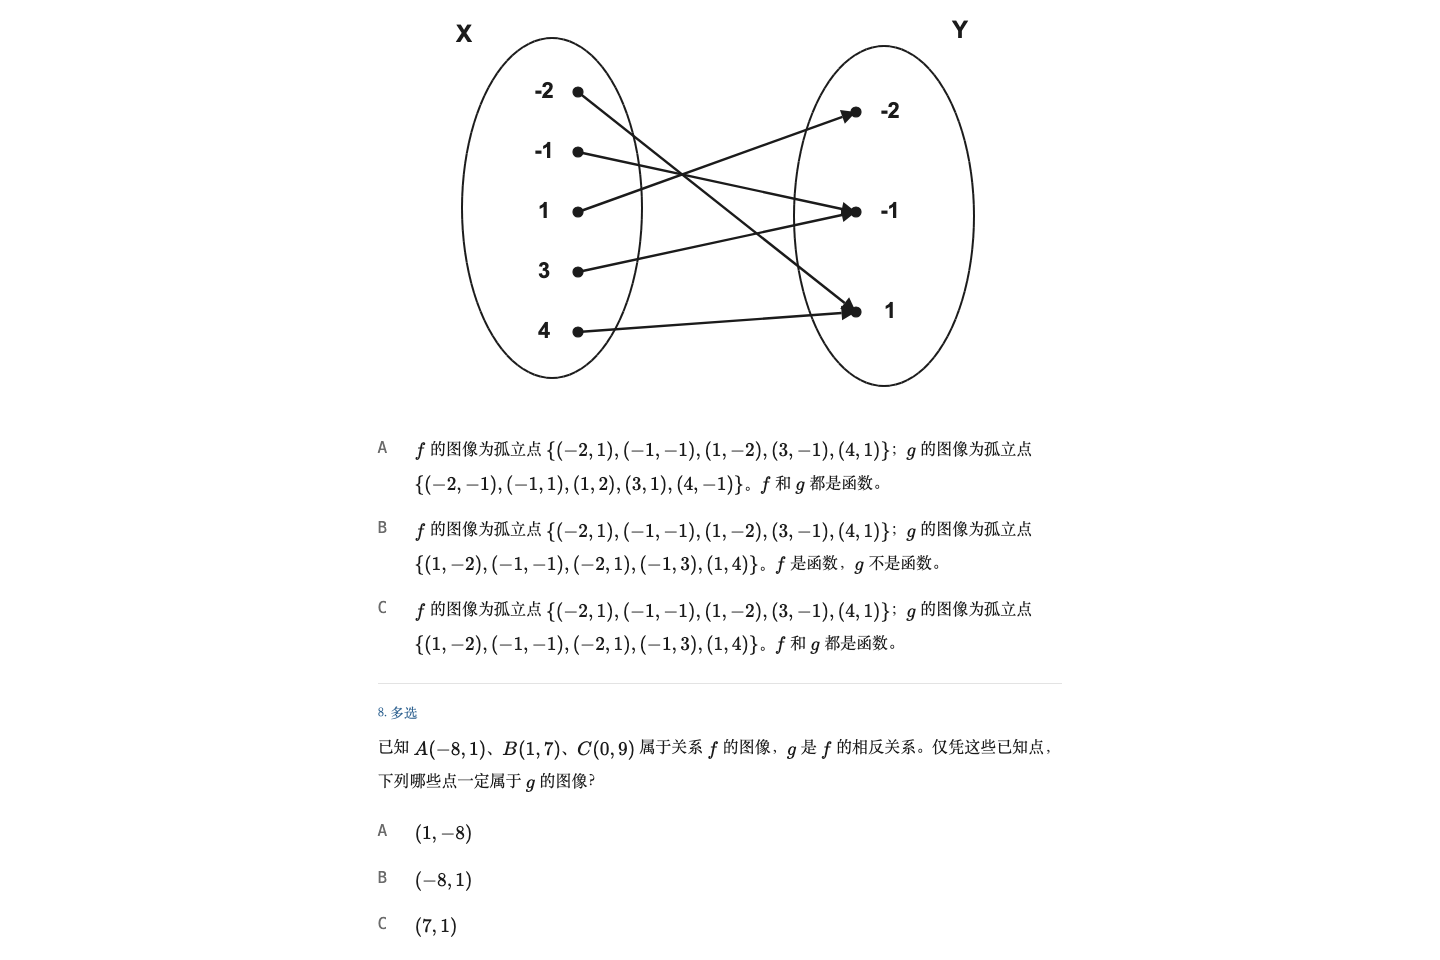 X
Y
-2
-1
1
3
4
-2
-1
1
A f 的图像为孤立点 {(−2, 1), (−1, −1), (1, −2), (3, −1), (4, 1)}；g 的图像为孤立点
{(−2, −1), (−1, 1), (1, 2), (3, 1), (4, −1)}。f 和 g 都是函数。
B f 的图像为孤立点 {(−2, 1), (−1, −1), (1, −2), (3, −1), (4, 1)}；g 的图像为孤立点
{(1, −2), (−1, −1), (−2, 1), (−1, 3), (1, 4)}。f 是函数，g 不是函数。
C f 的图像为孤立点 {(−2, 1), (−1, −1), (1, −2), (3, −1), (4, 1)}；g 的图像为孤立点
{(1, −2), (−1, −1), (−2, 1), (−1, 3), (1, 4)}。f 和 g 都是函数。
8. 多选
已知 A(−8, 1)、B(1, 7)、C(0, 9) 属于关系 f 的图像，g 是 f 的相反关系。仅凭这些已知点，
下列哪些点一定属于 g 的图像？
A (1, −8)
B (−8, 1)
C (7, 1)